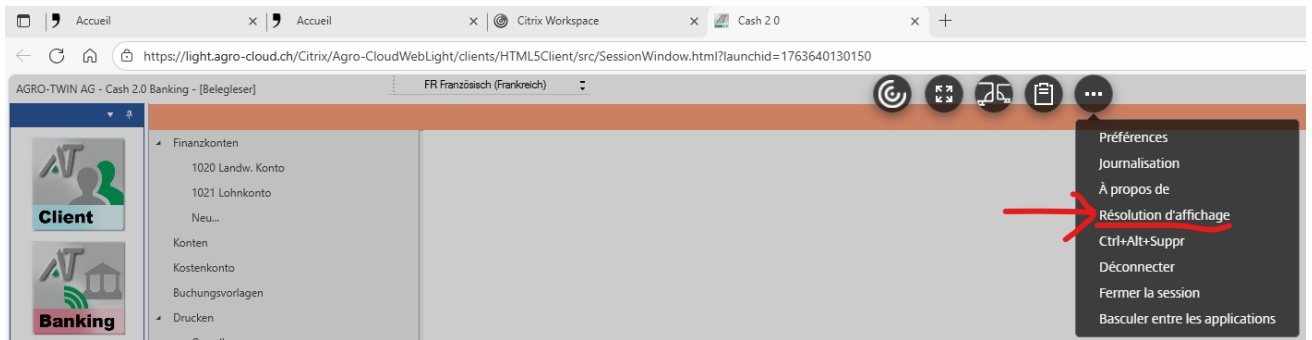 Accueil
Accueil
Citrix Workspace
Cash 2 0
https://light.agro-cloud.ch/Citrix/Agro-CloudWebLight/clients/HTML5Client/src/SessionWindow.html?launchid=1763640130150
AGRO-TWIN AG - Cash 2.0 Banking - [Belegleser]
FR Französisch (Frankreich)
AT
Client
AT
Banking
Finanzkonten
1020 Landw. Konto
1021 Lohnkonto
Neu...
Konten
Kostenkonto
Buchungsvorlagen
Drucken
Préférences
Journalisation
À propos de
Résolution d'affichage
Ctrl+Alt+Suppr
Déconnecter
Fermer la session
Basculer entre les applications